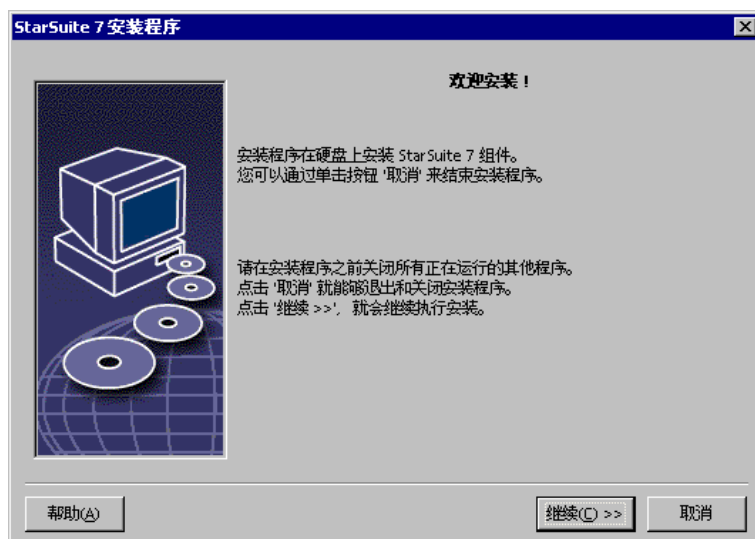 StarSuite 7 安装程序
欢迎安装！
安装程序在硬盘上安装 StarSuite 7 组件。
您可以通过单击按钮 '取消' 来结束安装程序。
请在安装程序之前关闭所有正在运行的其他程序。
点击 '取消' 就能够退出和关闭安装程序。
点击 '继续 >>'，就会继续执行安装。
帮助(A)
继续(C) >>
取消